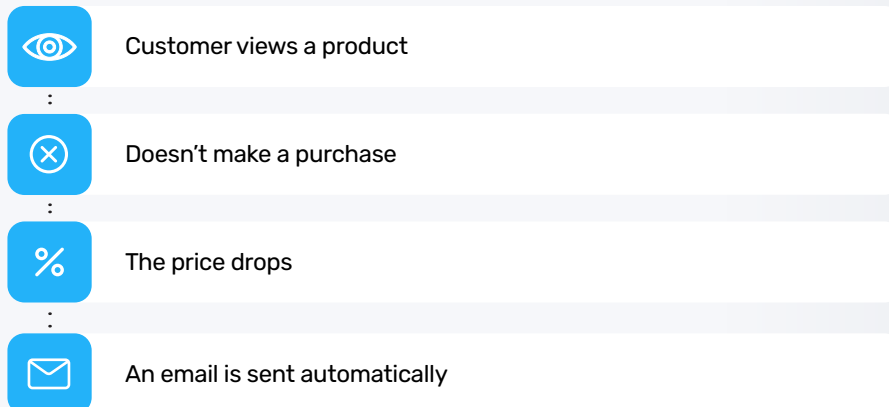 Customer views a product
Doesn’t make a purchase
The price drops
An email is sent automatically